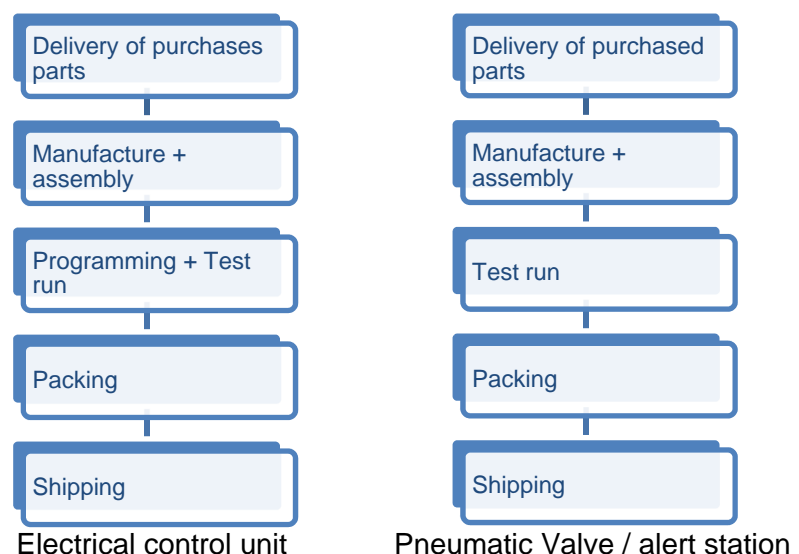 Delivery of purchases
parts
Manufacture +
assembly
Programming + Test
run
Packing
Shipping
Electrical control unit
Delivery of purchased
parts
Manufacture +
assembly
Test run
Packing
Shipping
Pneumatic Valve / alert station